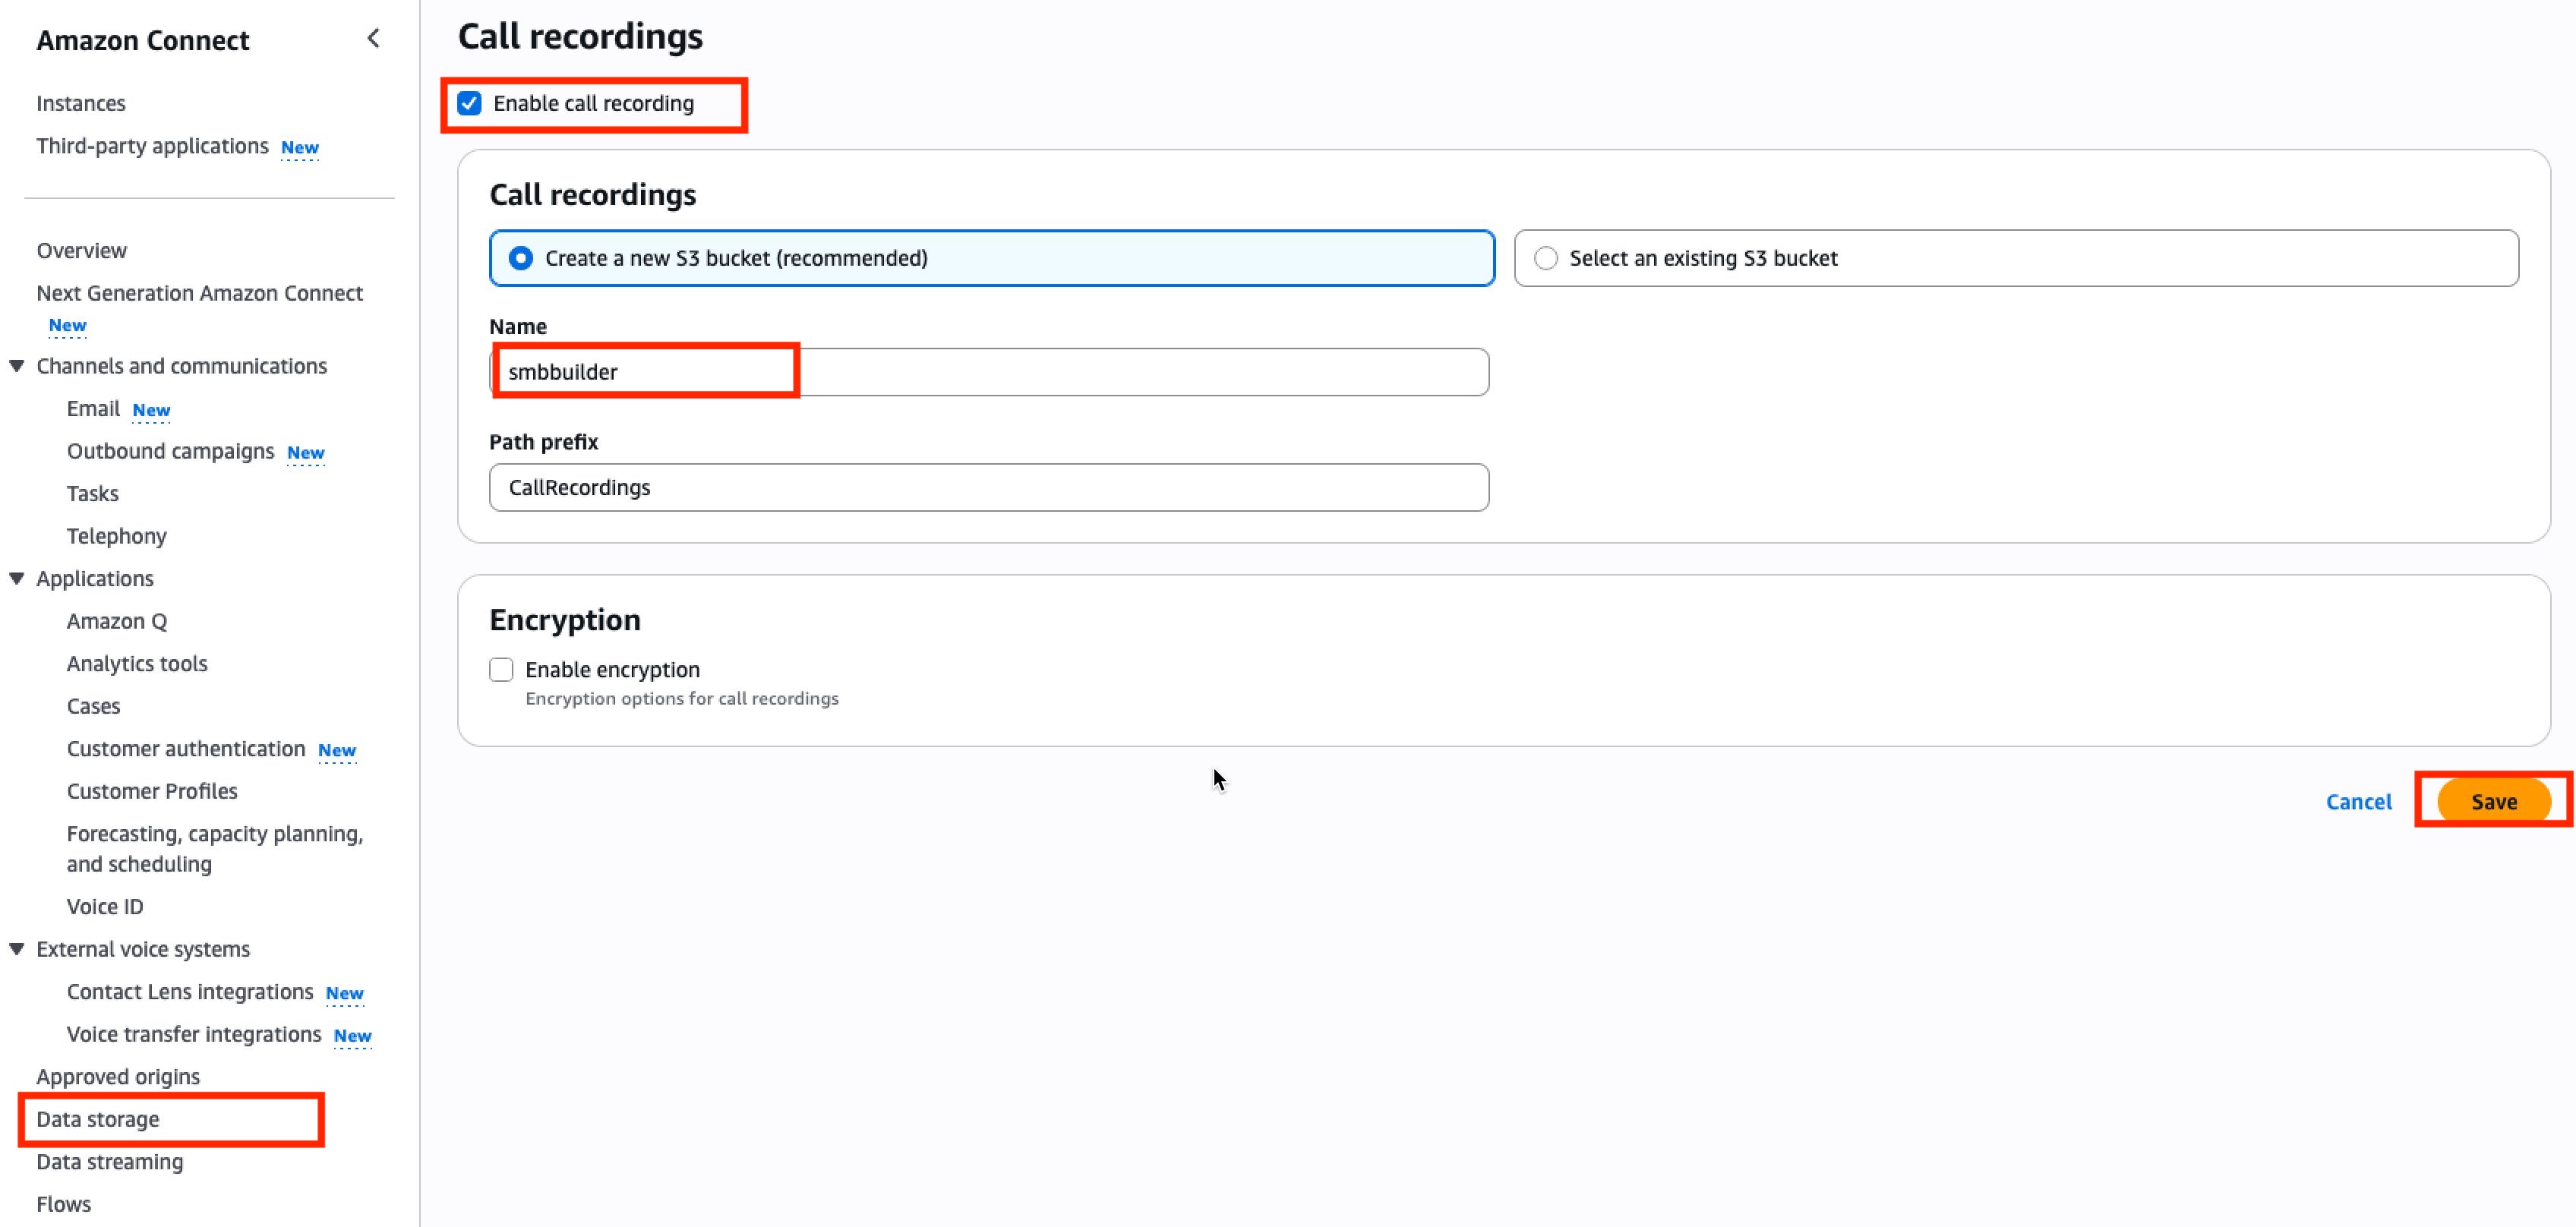 Amazon Connect
Instances
Third-party applications New
Overview
Next Generation Amazon Connect
New
Channels and communications
Email New
Outbound campaigns New
Tasks
Telephony
Applications
Amazon Q
Analytics tools
Cases
Customer authentication New
Customer Profiles
Forecasting, capacity planning,
and scheduling
Voice ID
External voice systems
Contact Lens integrations New
Voice transfer integrations New
Approved origins
Data storage
Data streaming
Flows
Call recordings
Enable call recording
Call recordings
Create a new S3 bucket (recommended)
Select an existing S3 bucket
Name
smbbuilder
Path prefix
CallRecordings
Encryption
Enable encryption
Encryption options for call recordings
Cancel
Save